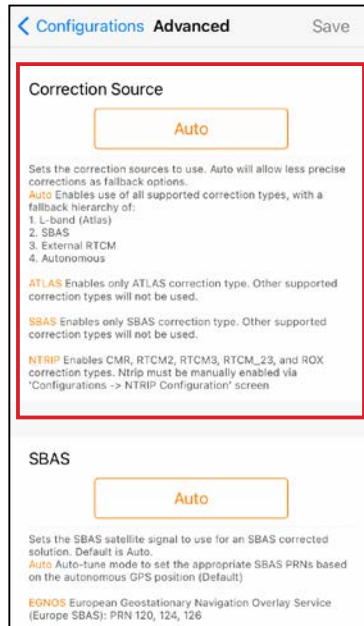 Configurations Advanced Save
Correction Source
Auto
Sets the correction sources to use. Auto will allow less precise
corrections as fallback options.
Auto Enables use of all supported correction types, with a
fallback hierarchy of:
1. L-band (Atlas)
2. SBAS
3. External RTCM
4. Autonomous
ATLAS Enables only ATLAS correction type. Other supported
correction types will not be used.
SBAS Enables only SBAS correction type. Other supported
correction types will not be used.
NTRIP Enables CMR, RTCM2, RTCM3, RTCM_23, and ROX
correction types. Ntrip must be manually enabled via
'Configurations -> NTRIP Configuration' screen
SBAS
Auto
Sets the SBAS satellite signal to use for an SBAS corrected
solution. Default is Auto.
Auto Auto-tune mode to set the appropriate SBAS PRNs based
on the autonomous GPS position (Default)
EGNOS European Geostationary Navigation Overlay Service
(Europe SBAS): PRN 120, 124, 126